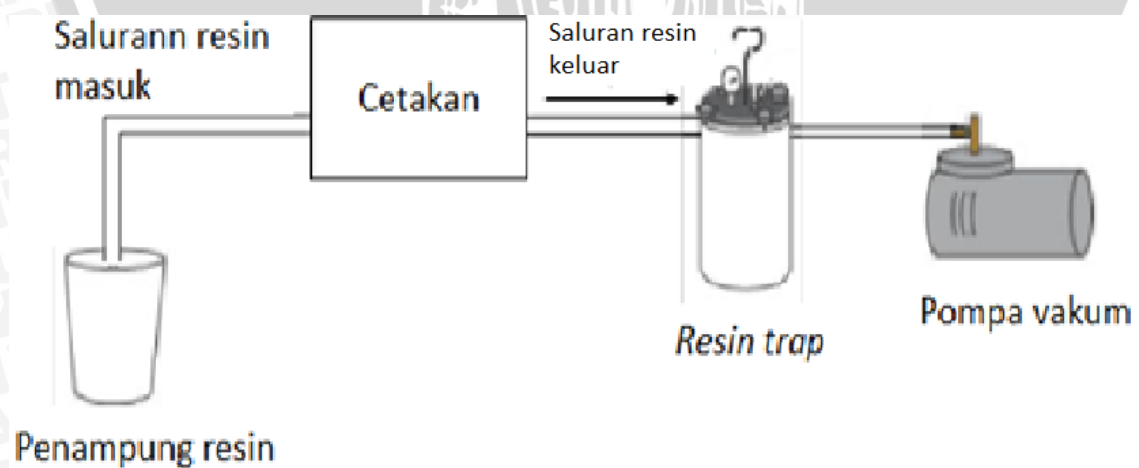 Salurann resin
masuk
Cetakan
Saluran resin
keluar
Resin trap
Pompa vakum
Penampung resin